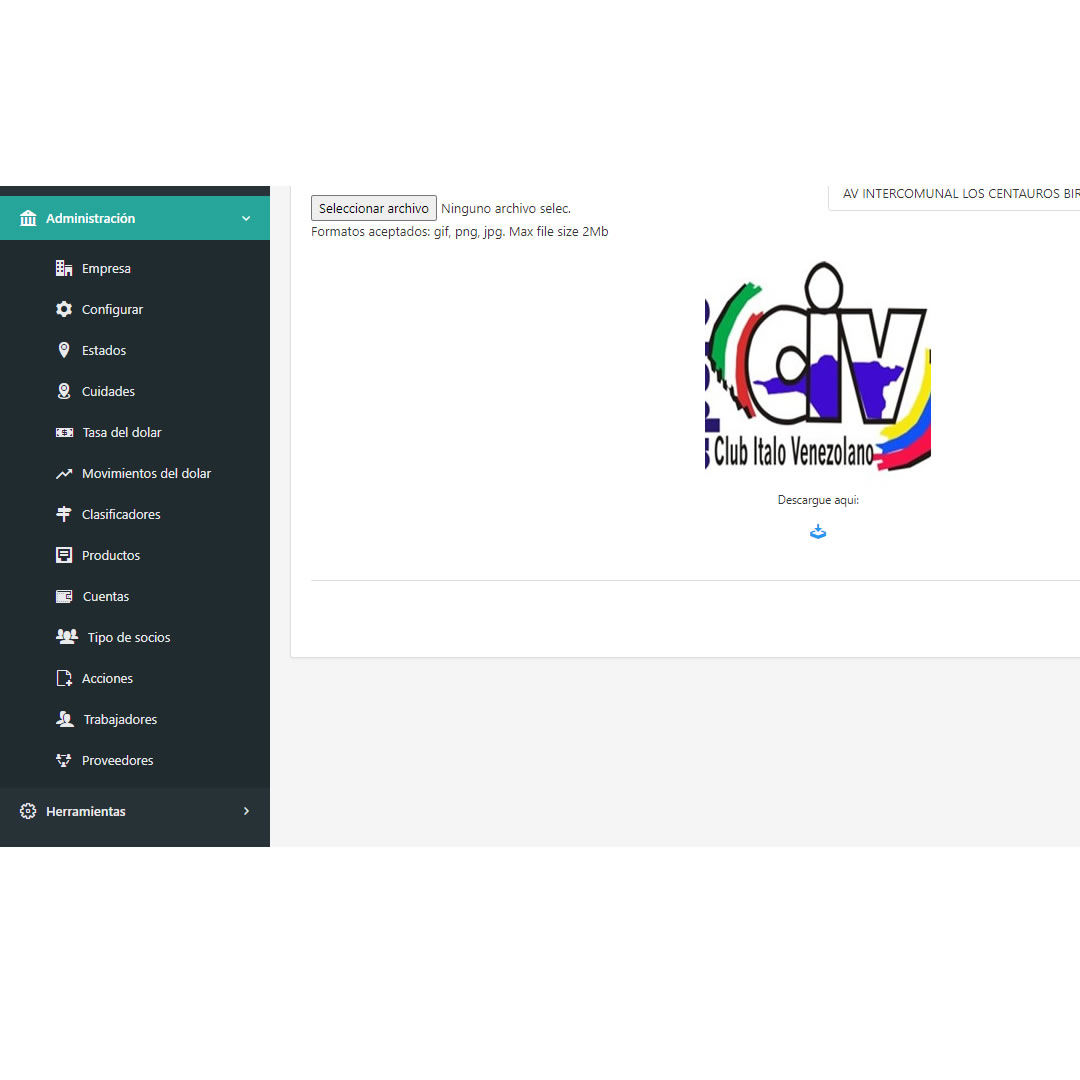 Administración
Empresa
Configurar
Estados
Cuidades
Tasa del dolar
Movimientos del dolar
Clasificadores
Productos
Cuentas
Tipo de socios
Acciones
Trabajadores
Proveedores
Herramientas
AV INTERCOMUNAL LOS CENTAUROS
Seleccionar archivo Ninguno archivo selec.
Formatos aceptados: gif, png, jpg. Max file size 2Mb
civ
Club Italo Venezolano
Descargue aqui: